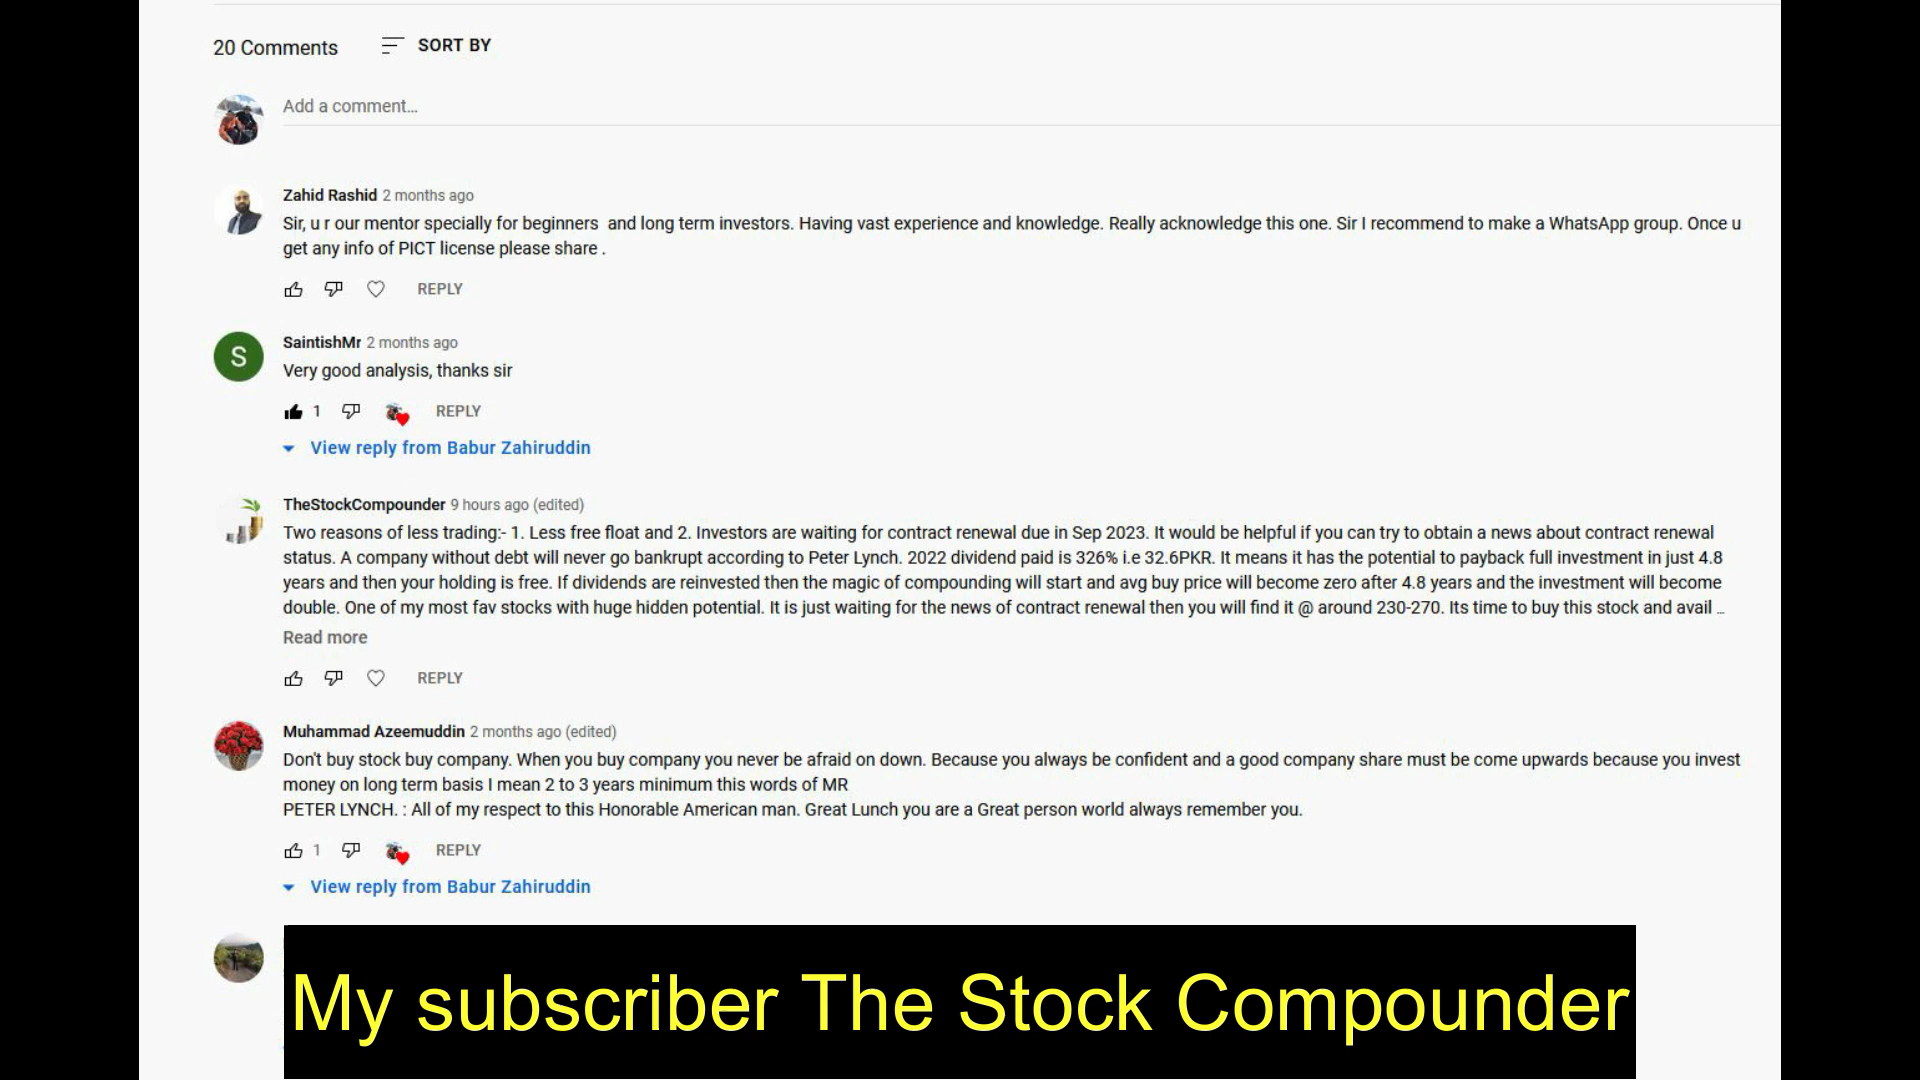 20 Comments
SORT BY
Add a comment...
Zahid Rashid 2 months ago
Sir, u r our mentor specially for beginners  and long term investors. Having vast experience and knowledge. Really acknowledge this one. Sir I recommend to make a WhatsApp group. Once u
get any info of PICT license please share .
REPLY
S
SaintishMr 2 months ago
Very good analysis, thanks sir
1
REPLY
View reply from Babur Zahiruddin
TheStockCompounder 9 hours ago (edited)
Two reasons of less trading:- 1. Less free float and 2. Investors are waiting for contract renewal due in Sep 2023. It would be helpful if you can try to obtain a news about contract renewal
status. A company without debt will never go bankrupt according to Peter Lynch. 2022 dividend paid is 326% i.e 32.6PKR. It means it has the potential to payback full investment in just 4.8
years and then your holding is free. If dividends are reinvested then the magic of compounding will start and avg buy price will become zero after 4.8 years and the investment will become
double. One of my most fav stocks with huge hidden potential. It is just waiting for the news of contract renewal then you will find it @ around 230-270. Its time to buy this stock and avail ...
Read more
REPLY
Muhammad Azeemuddin 2 months ago (edited)
Don't buy stock buy company. When you buy company you never be afraid on down. Because you always be confident and a good company share must be come upwards because you invest
money on long term basis I mean 2 to 3 years minimum this words of MR
PETER LYNCH. : All of my respect to this Honorable American man. Great Lunch you are a Great person world always remember you.
1
REPLY
View reply from Babur Zahiruddin
My subscriber The Stock Compounder